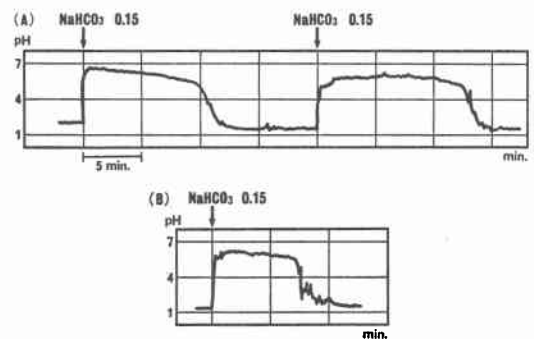 (A) NaHCO₃ 0.15 NaHCO₃ 0.15
pH
7
4
1
5 min. min.
(B) NaHCO₃ 0.15
pH
7
4
1
min.